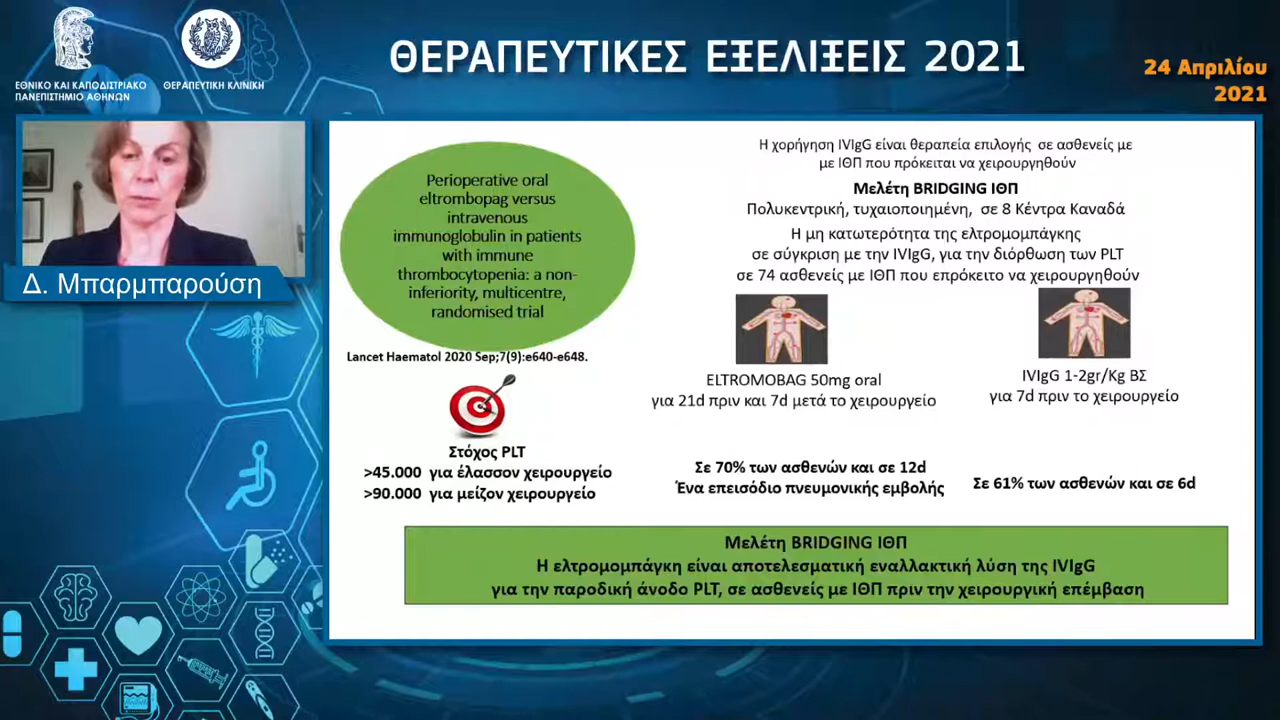 ΕΘΝΙΚΟ ΚΑΙ ΚΑΠΟΔΙΣΤΡΙΑΚΟ
ΠΑΝΕΠΙΣΤΗΜΙΟ ΑΘΗΝΩΝ
ΘΕΡΑΠΕΥΤΙΚΗ ΚΛΙΝΙΚΗ
ΘΕΡΑΠΕΥΤΙΚΕΣ ΕΞΕΛΙΞΕΙΣ 2021
24 Απριλίου
2021
Δ. Μπαρμπαρούση
Perioperative oral
eltrombopag versus
intravenous
immunoglobulin in patients
with immune
thrombocytopenia: a non-
inferiority, multicentre,
randomised trial
Lancet Haematol 2020 Sep;7(9):e640-e648.
Στόχος PLT
>45.000 για έλασσον χειρουργείο
>90.000 για μείζον χειρουργείο
Η χορήγηση IVIgG είναι θεραπεία επιλογής σε ασθενείς με
με ΙΘΠ που πρόκειται να χειρουργηθούν
Μελέτη BRIDGING ΙΘΠ
Πολυκεντρική, τυχαιοποιημένη, σε 8 Κέντρα Καναδά
Η μη κατωτερότητα της ελτρομομπάγκης
σε σύγκριση με την IVIgG, για την διόρθωση των PLT
σε 74 ασθενείς με ΙΘΠ που επρόκειτο να χειρουργηθούν
ELTROMOBAG 50mg oral
για 21d πριν και 7d μετά το χειρουργείο
IVIgG 1-2gr/Kg ΒΣ
για 7d πριν το χειρουργείο
Σε 70% των ασθενών και σε 12d
Ένα επεισόδιο πνευμονικής εμβολής
Σε 61% των ασθενών και σε 6d
Μελέτη BRIDGING ΙΘΠ
Η ελτρομομπάγκη είναι αποτελεσματική εναλλακτική λύση της IVIgG
για την παροδική άνοδο PLT, σε ασθενείς με ΙΘΠ πριν την χειρουργική επέμβαση